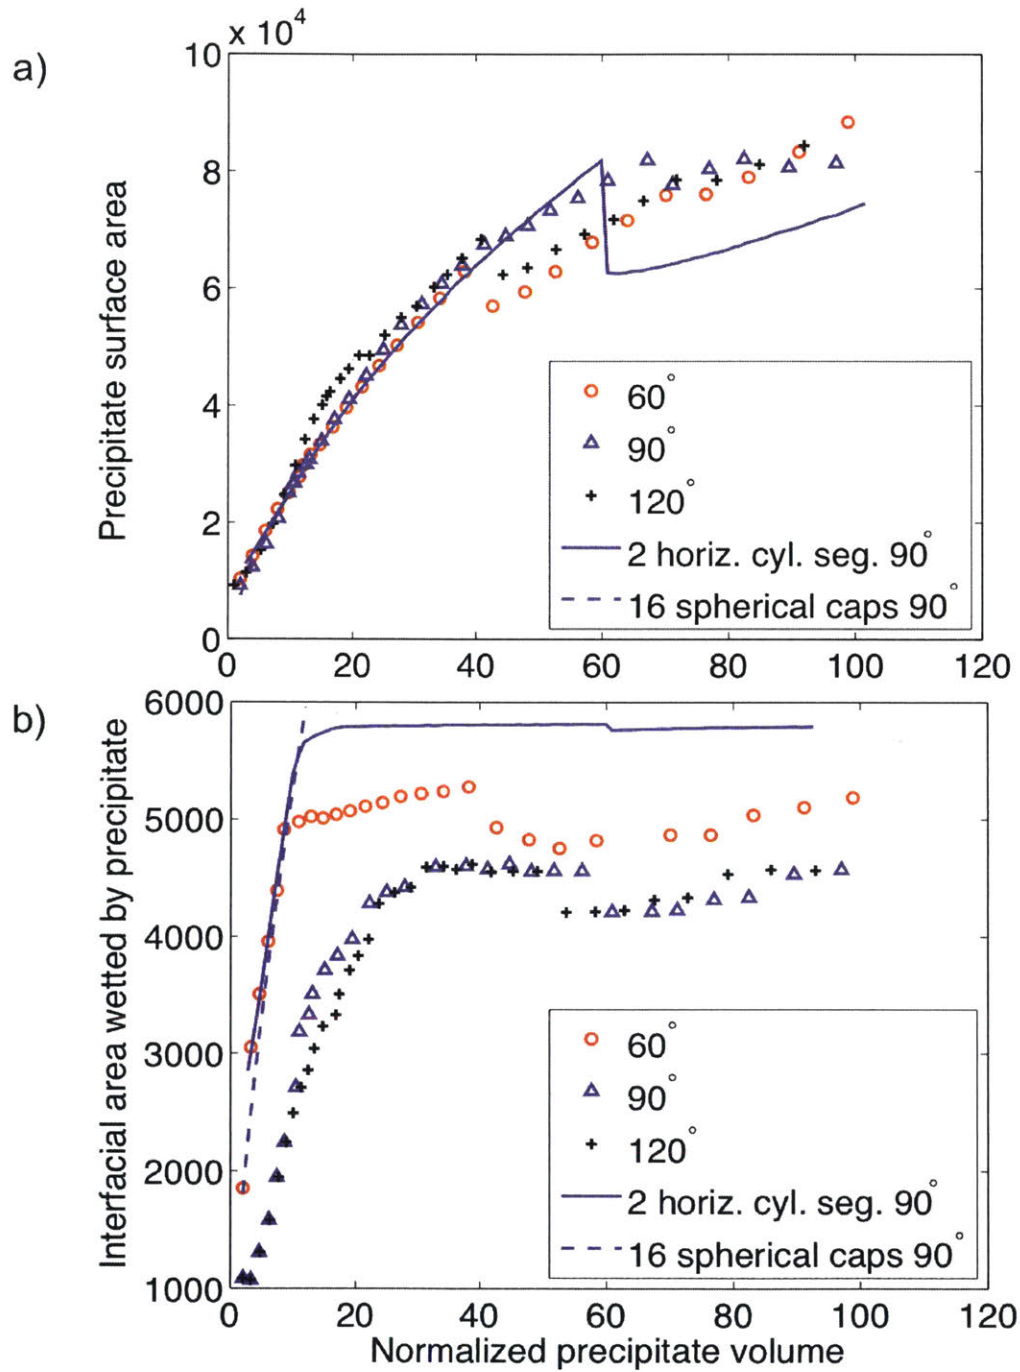 a)
x 10^4
Precipitate surface area
10
8
6
4
2
0
0 20 40 60 80 100 120
60°
90°
120°
2 horiz. cyl. seg. 90°
16 spherical caps 90°
b)
Interfacial area wetted by precipitate
6000
5000
4000
3000
2000
1000
0 20 40 60 80 100 120
60°
90°
120°
2 horiz. cyl. seg. 90°
16 spherical caps 90°
Normalized precipitate volume